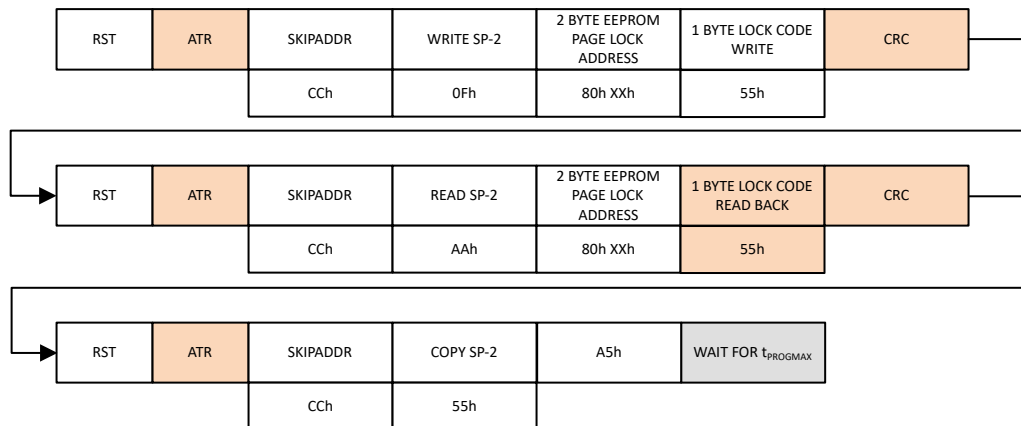 RST ATR SKIPADDR WRITE SP-2 2 BYTE EEPROM PAGE LOCK ADDRESS 1 BYTE LOCK CODE WRITE CRC
CCh 0Fh 80h XXh 55h
RST ATR SKIPADDR READ SP-2 2 BYTE EEPROM PAGE LOCK ADDRESS 1 BYTE LOCK CODE READ BACK CRC
CCh AAh 80h XXh 55h
RST ATR SKIPADDR COPY SP-2 A5h WAIT FOR tPROGMAX
CCh 55h